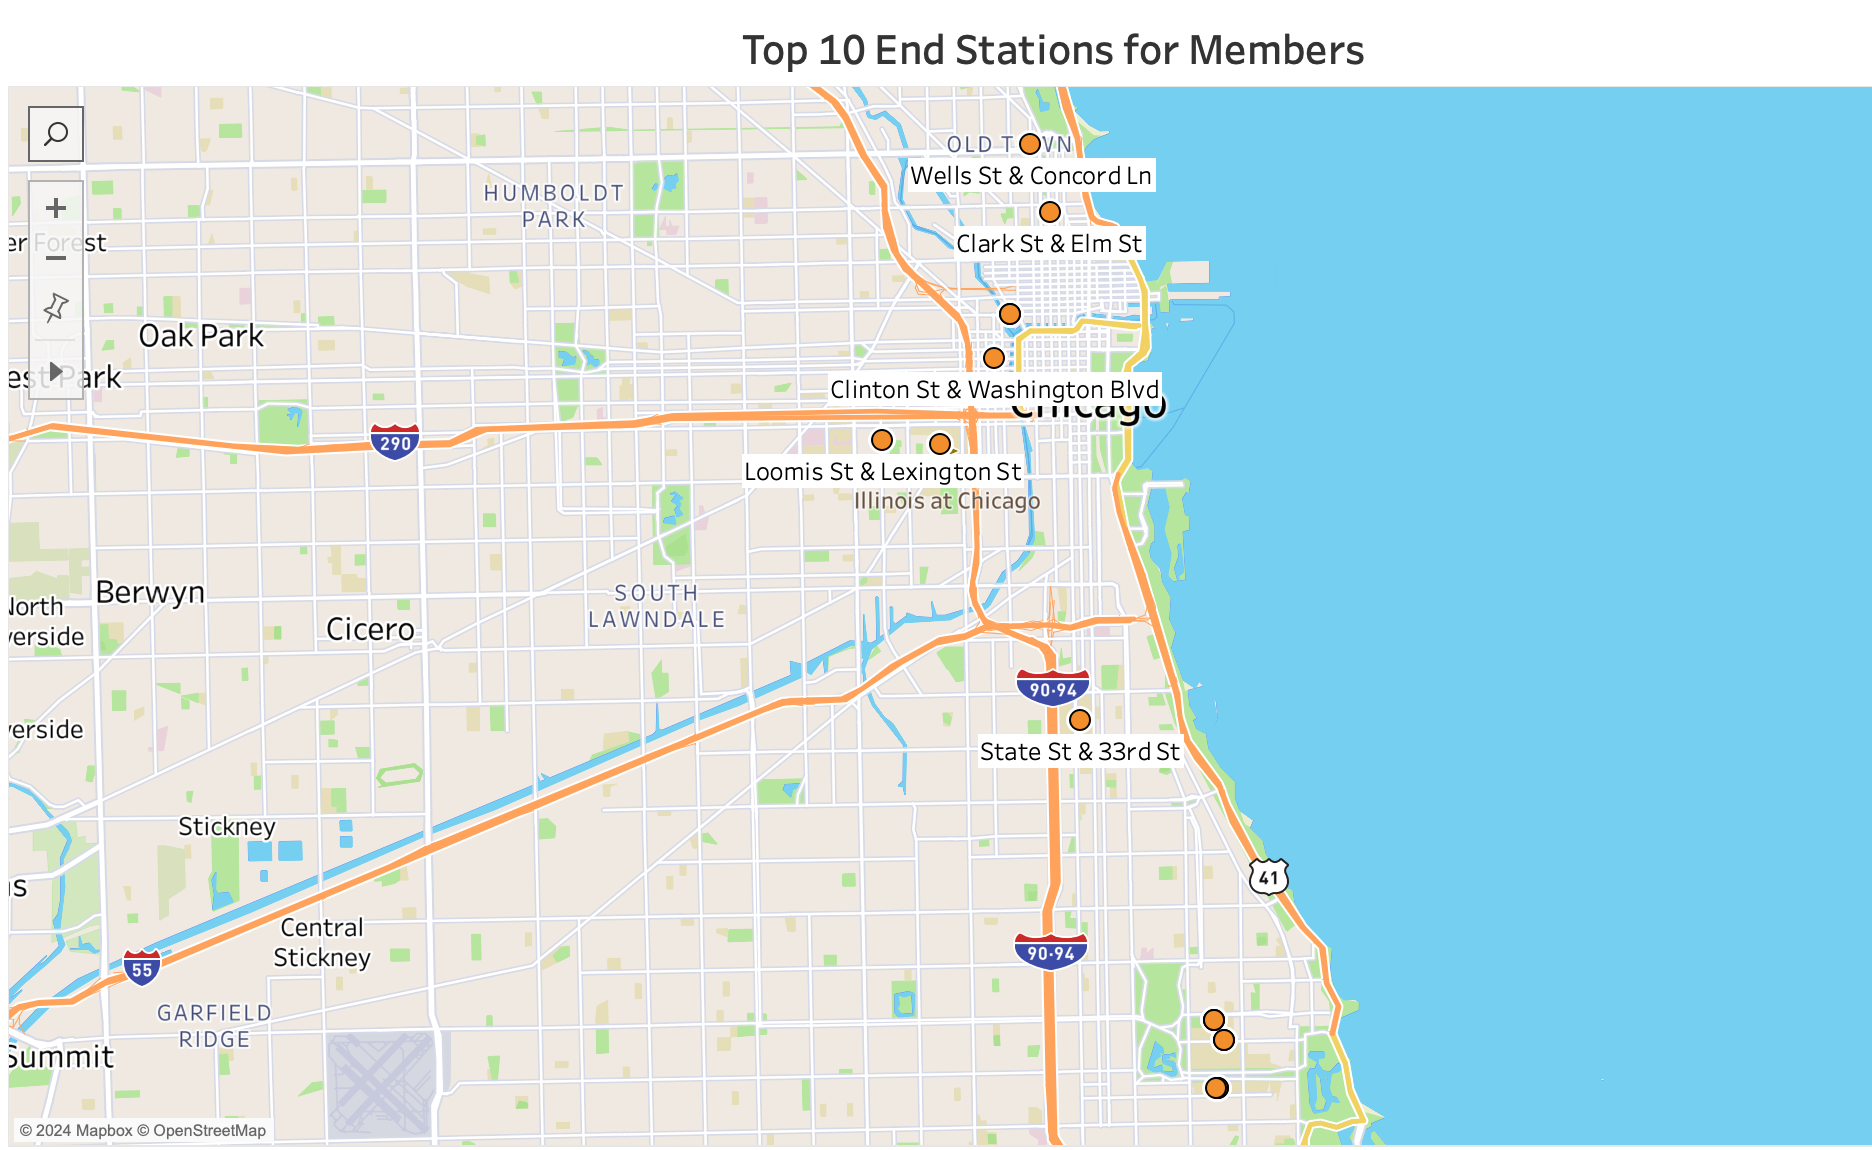 Top 10 End Stations for Members
OLD T WN
Wells St & Concord Ln
HUMBOLDT
PARK
Clark St & Elm St
er Forest
Oak Park
est Park
Clinton St & Washington Blvd
Chicago
290
Loomis St & Lexington St
Illinois at Chicago
Berwyn
SOUTH
LAWNDALE
North
verside
Cicero
90·94
verside
State St & 33rd St
Stickney
41
ns
Central
Stickney
90·94
55
GARFIELD
RIDGE
Summit
© 2024 Mapbox © OpenStreetMap